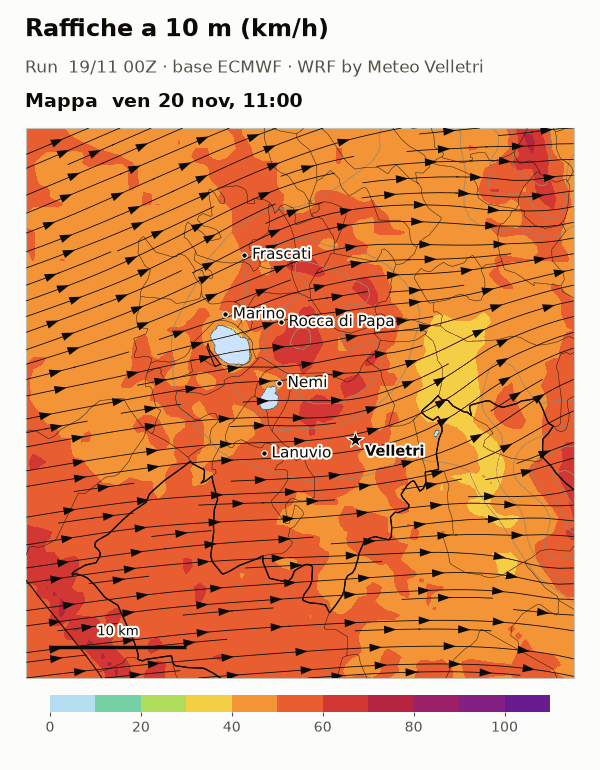 Raffiche a 10 m (km/h)
Run  19/11 00Z · base ECMWF · WRF by Meteo Velletri
Mappa  ven 20 nov, 11:00
Frascati
Marino
Rocca di Papa
Nemi
Velletri
Lanuvio
10 km
0 20 40 60 80 100